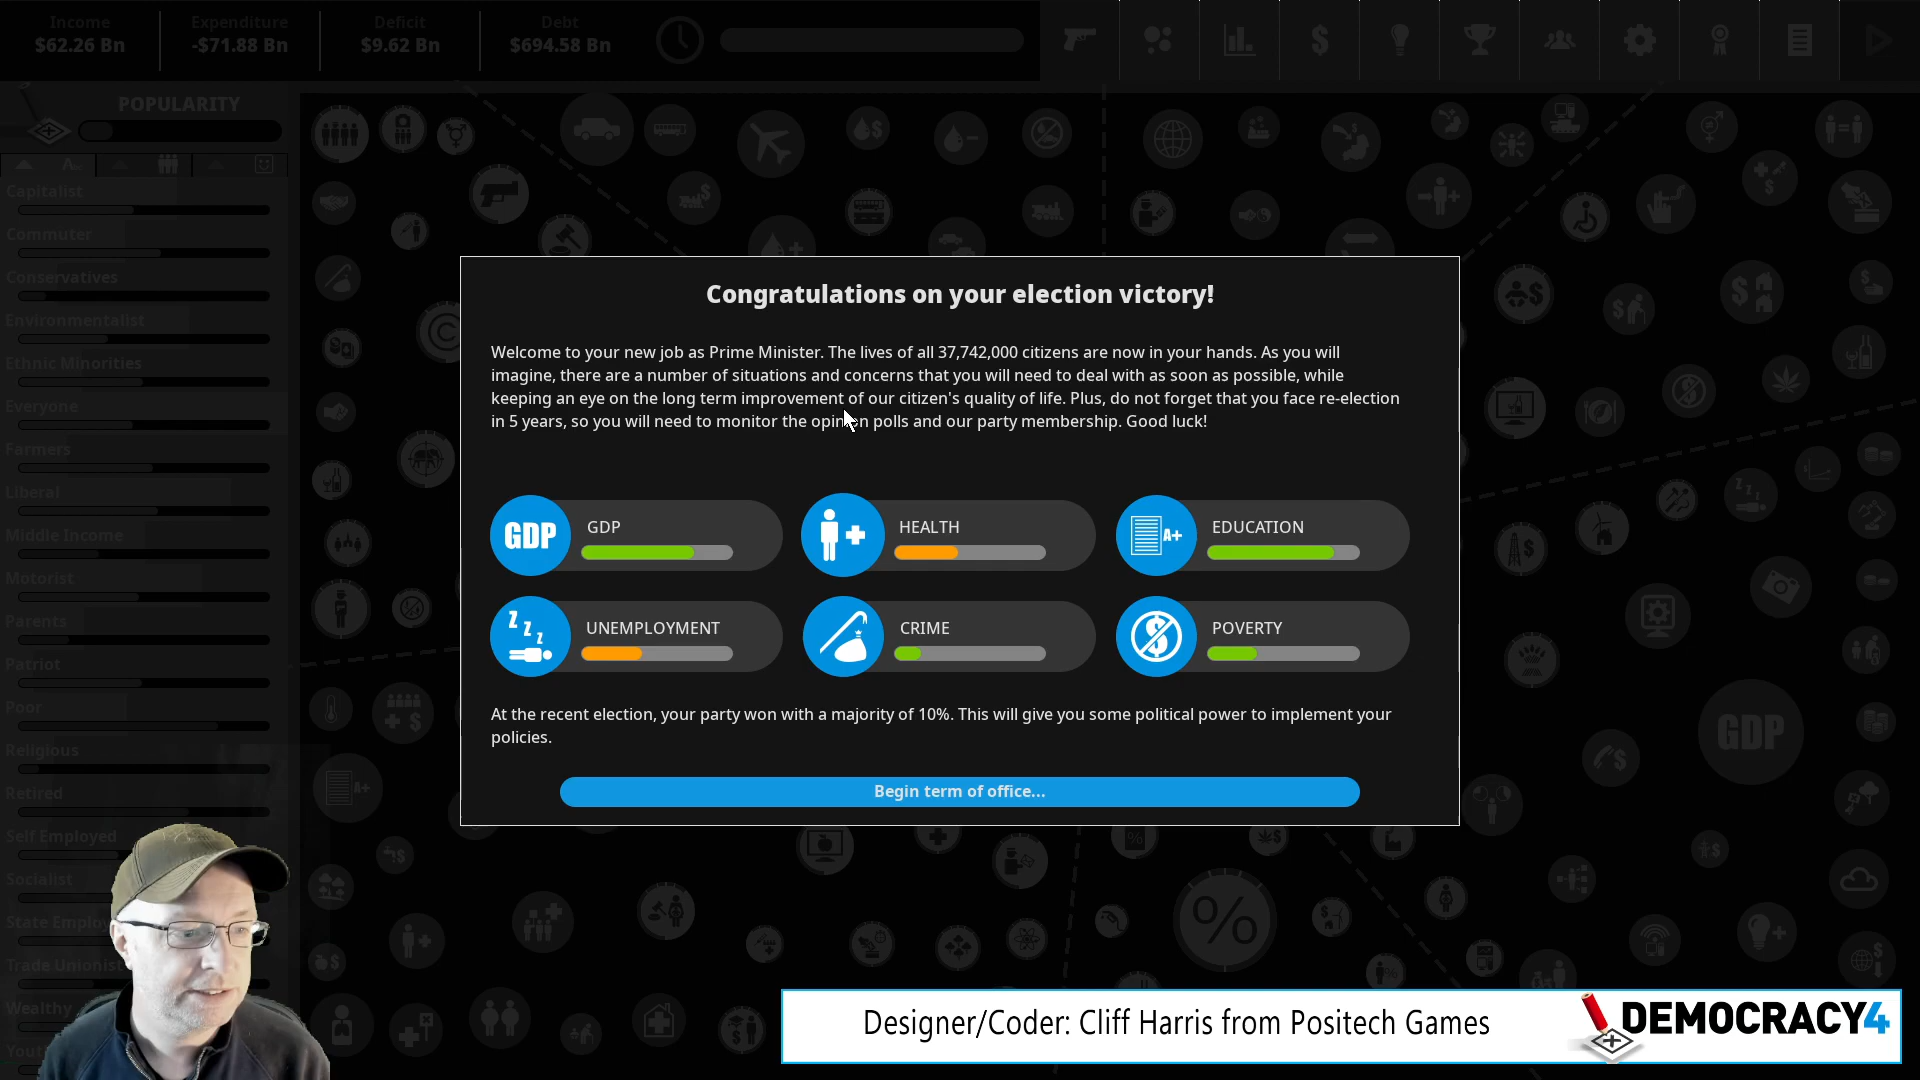 Income
$62.26 Bn
Expenditure
-$71.88 Bn
Deficit
$9.62 Bn
Debt
$694.58 Bn
POPULARITY
Capitalist
Commuter
Conservatives
Environmentalist
Ethnic Minorities
Everyone
Farmers
Liberal
Middle Income
Motorist
Parents
Patriot
Poor
Religious
Retired
Self Employed
Socialist
State Employ
Trade Unionist
Wealthy
Congratulations on your election victory!
Welcome to your new job as Prime Minister. The lives of all 37,742,000 citizens are now in your hands. As you will
imagine, there are a number of situations and concerns that you will need to deal with as soon as possible, while
keeping an eye on the long term improvement of our citizen's quality of life. Plus, do not forget that you face re-election
in 5 years, so you will need to monitor the opinion polls and our party membership. Good luck!
GDP
GDP
HEALTH
A+
EDUCATION
UNEMPLOYMENT
CRIME
POVERTY
At the recent election, your party won with a majority of 10%. This will give you some political power to implement your
policies.
Begin term of office...
GDP
A+
%
Designer/Coder: Cliff Harris from Positech Games
DEMOCRACY4